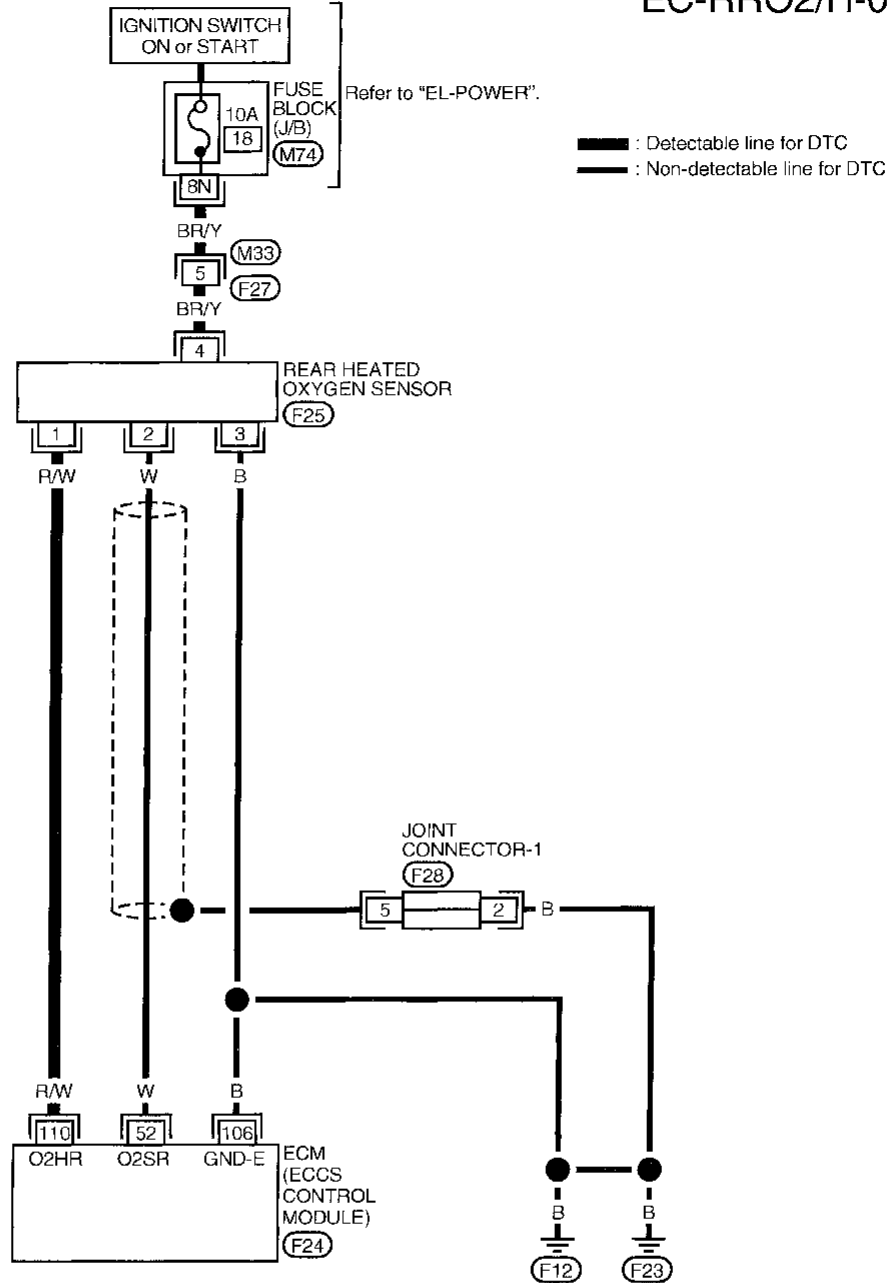 IGNITION SWITCH
ON or START
FUSE
BLOCK
(J/B)
Refer to "EL-POWER".
10A
18
M74
8N
: Detectable line for DTC
: Non-detectable line for DTC
BR/Y
M33
5
F27
BR/Y
4
REAR HEATED
OXYGEN SENSOR
F25
1 2 3
R/W W B
JOINT
CONNECTOR-1
F28
5 2 B
R/W W B
110 52 106
O2HR O2SR GND-E
ECM
(ECCS
CONTROL
MODULE)
F24
B B
F12 F23